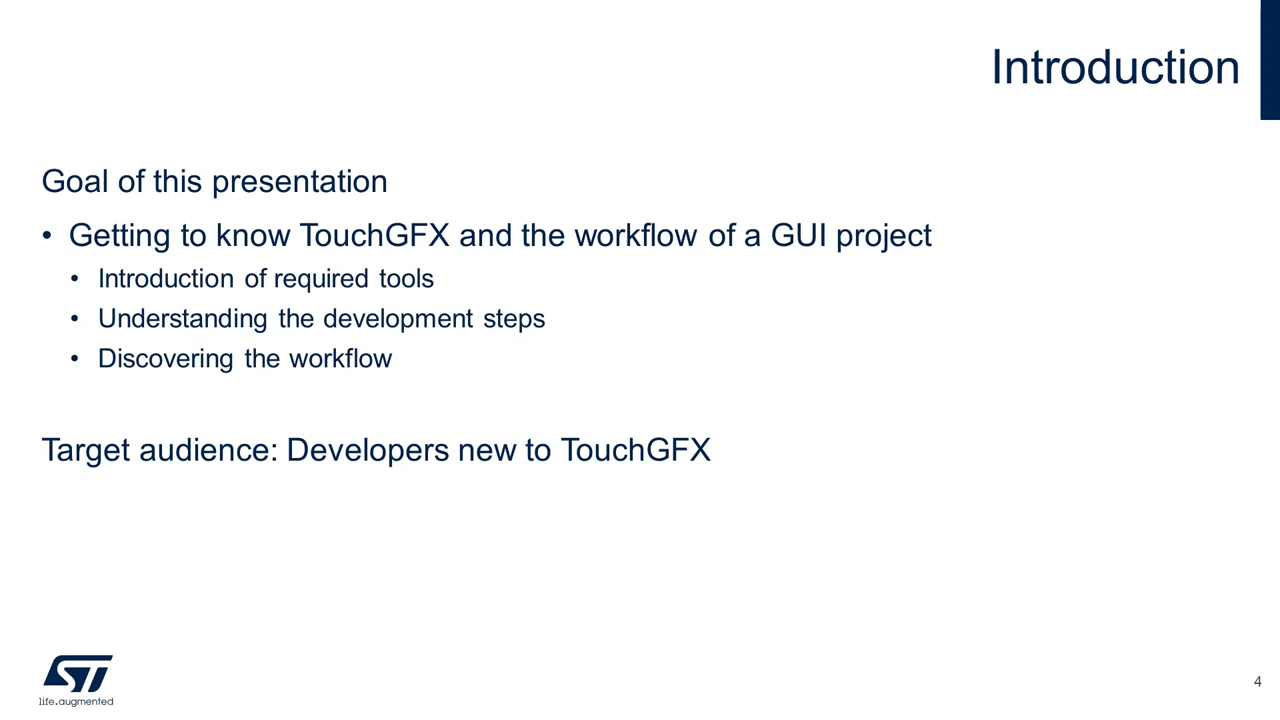 Introduction
Goal of this presentation
• Getting to know TouchGFX and the workflow of a GUI project
• Introduction of required tools
• Understanding the development steps
• Discovering the workflow
Target audience: Developers new to TouchGFX
ST
life.augmented
4